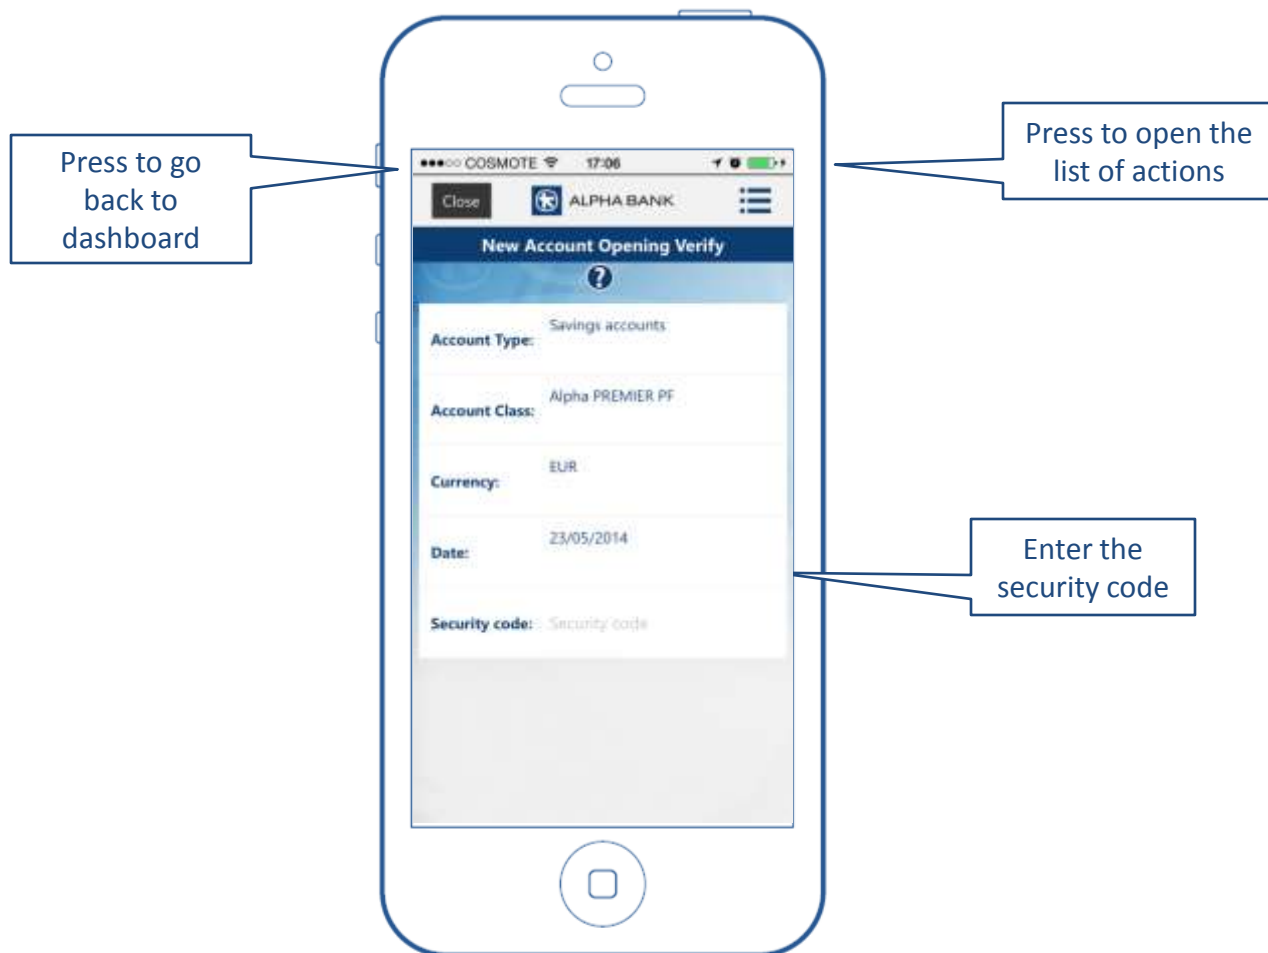 Press to go
back to
dashboard
Press to open the
list of actions
COSMOTE 17:06
Close ALPHA BANK
New Account Opening Verify
?
Account Type: Savings accounts
Account Class: Alpha PREMIER PF
Currency: EUR
Date: 23/05/2014
Enter the
security code
Security code: Security code